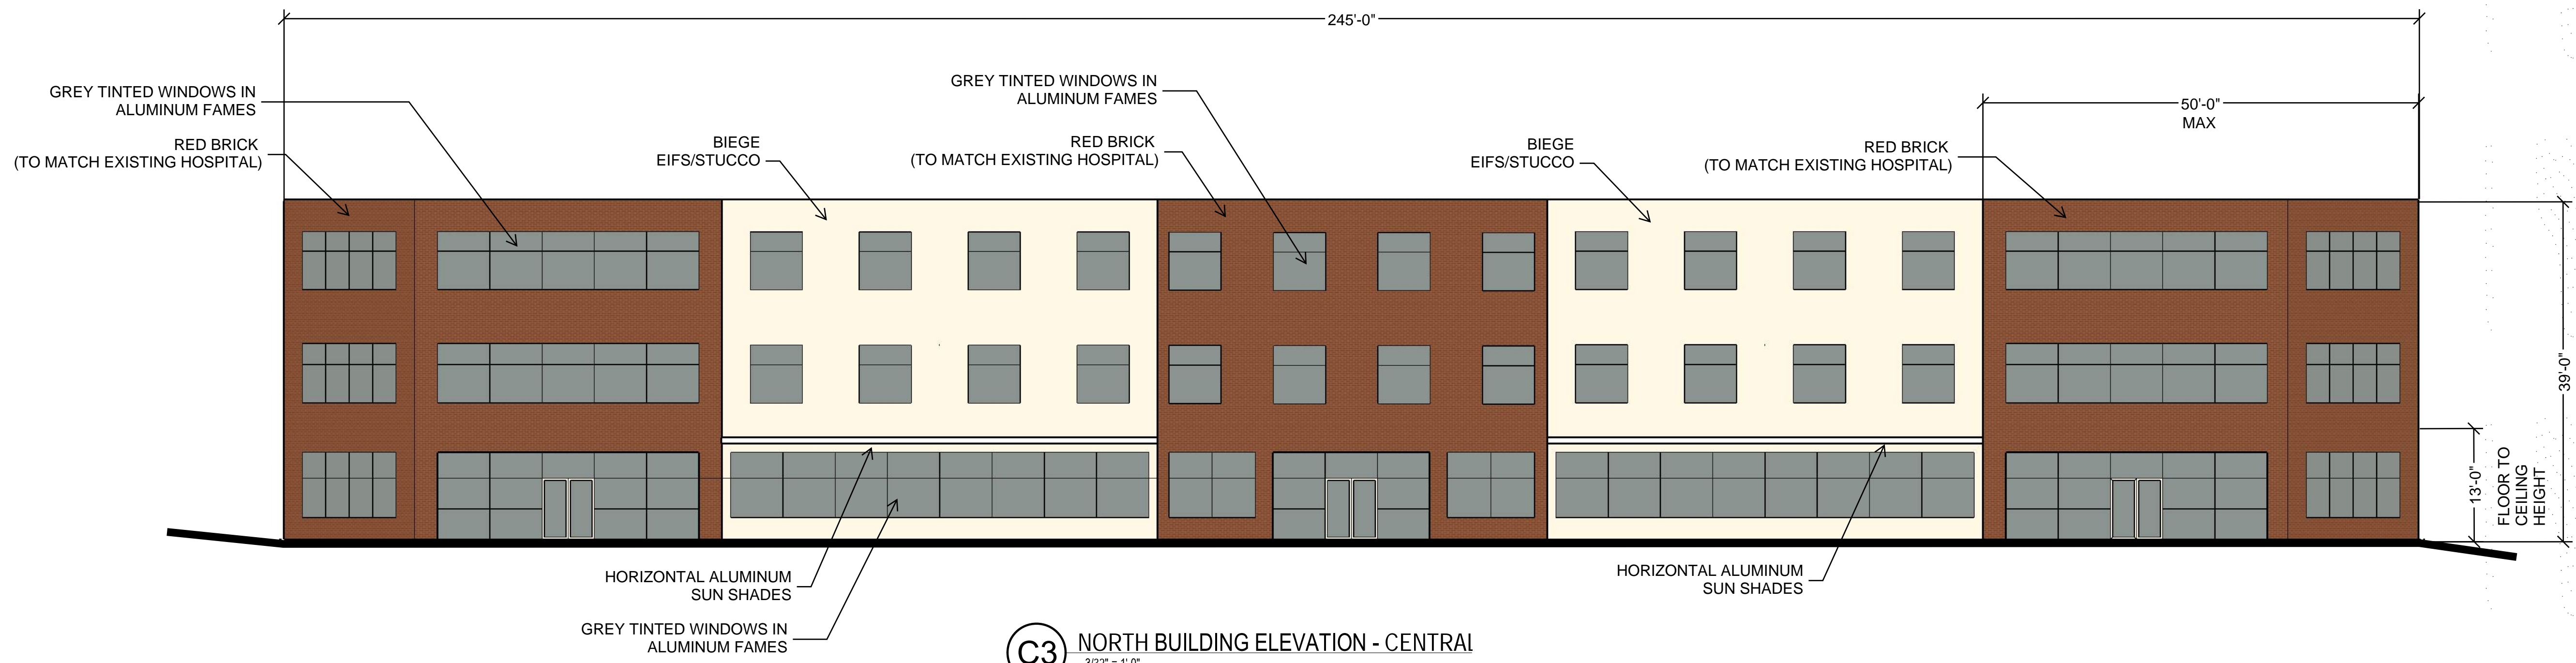 245'-0"
GREY TINTED WINDOWS IN
ALUMINUM FAMES
RED BRICK
(TO MATCH EXISTING HOSPITAL)
BIEGE
EIFS/STUCCO
GREY TINTED WINDOWS IN
ALUMINUM FAMES
RED BRICK
(TO MATCH EXISTING HOSPITAL)
BIEGE
EIFS/STUCCO
RED BRICK
(TO MATCH EXISTING HOSPITAL)
50'-0"
MAX
39'-0"
13'-0"
FLOOR TO
CEILING
HEIGHT
HORIZONTAL ALUMINUM
SUN SHADES
GREY TINTED WINDOWS IN
ALUMINUM FAMES
HORIZONTAL ALUMINUM
SUN SHADES
C3
NORTH BUILDING ELEVATION - CENTRAL